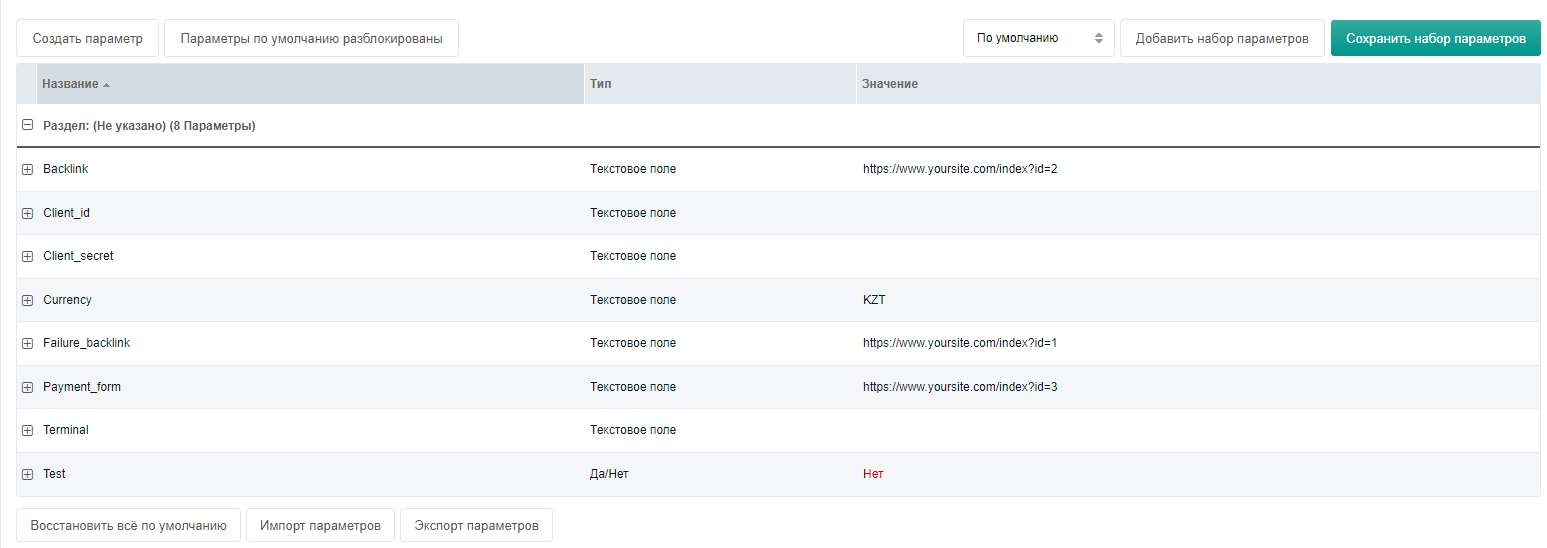 Создать параметр Параметры по умолчанию разблокированы По умолчанию Добавить набор параметров Сохранить набор параметров
Название Тип Значение
Раздел: (Не указано) (8 Параметры)
Backlink Текстовое поле https://www.yoursite.com/index?id=2
Client_id Текстовое поле
Client_secret Текстовое поле
Currency Текстовое поле KZT
Failure_backlink Текстовое поле https://www.yoursite.com/index?id=1
Payment_form Текстовое поле https://www.yoursite.com/index?id=3
Terminal Текстовое поле
Test Да/Нет Нет
Восстановить всё по умолчанию Импорт параметров Экспорт параметров